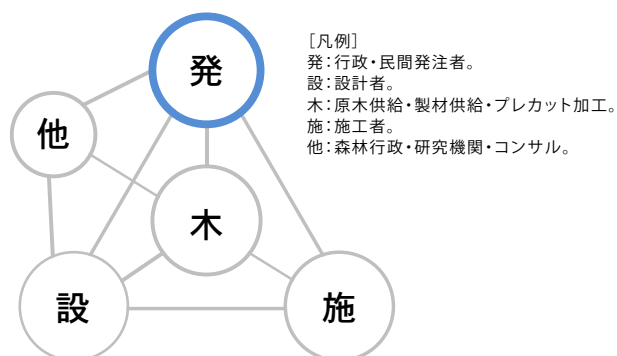 発
他
木
設
施
［凡例］
発：行政・民間発注者。
設：設計者。
木：原木供給・製材供給・プレカット加工。
施：施工者。
他：森林行政・研究機関・コンサル。